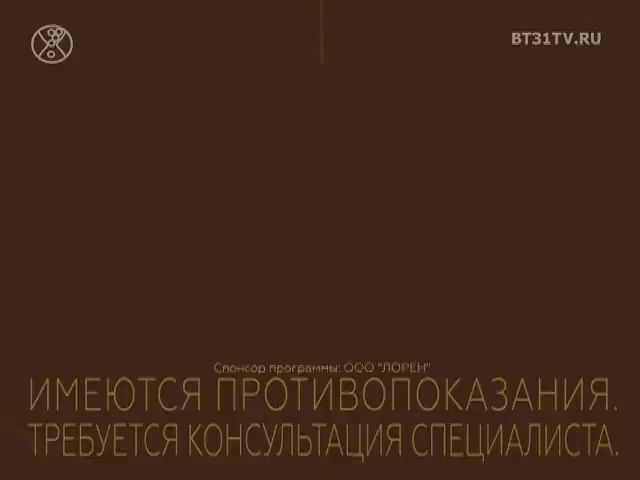 BT31TV.RU
Спонсор программы: ООО "ЛОРЕН"
ИМЕЮТСЯ ПРОТИВОПОКАЗАНИЯ.
ТРЕБУЕТСЯ КОНСУЛЬТАЦИЯ СПЕЦИАЛИСТА.